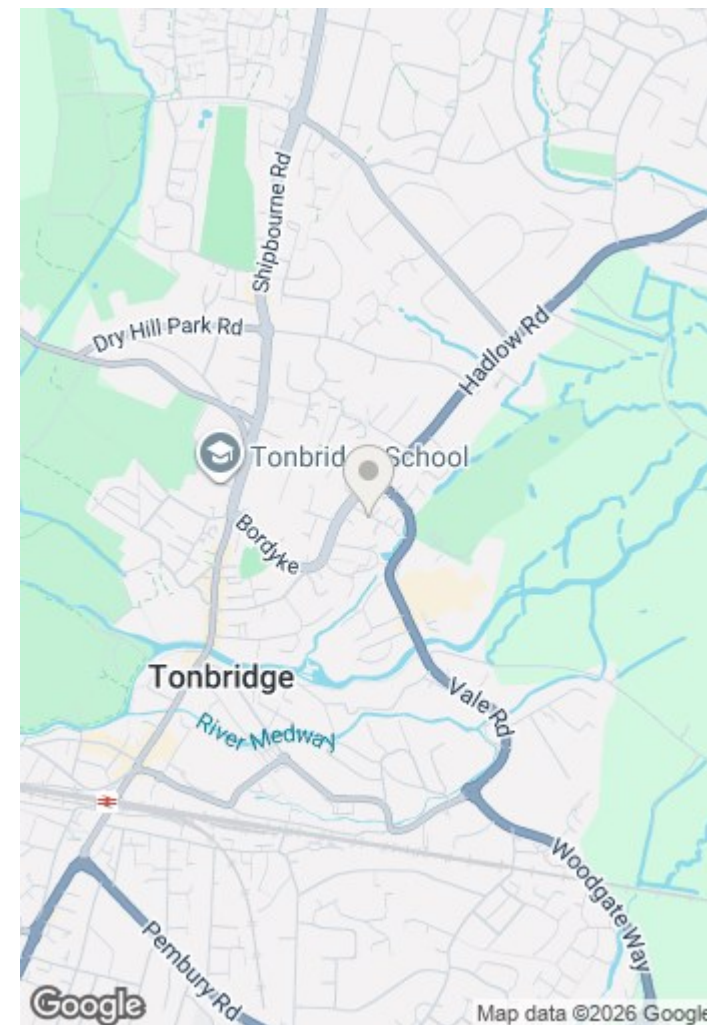 Shipbourne Rd
Dry Hill Park Rd
Hadlow Rd
Tonbridge School
Bordyke
Tonbridge
Vale Rd
River Medway
Woodgate Way
Pembury Rd
Google
Map data ©2026 Google